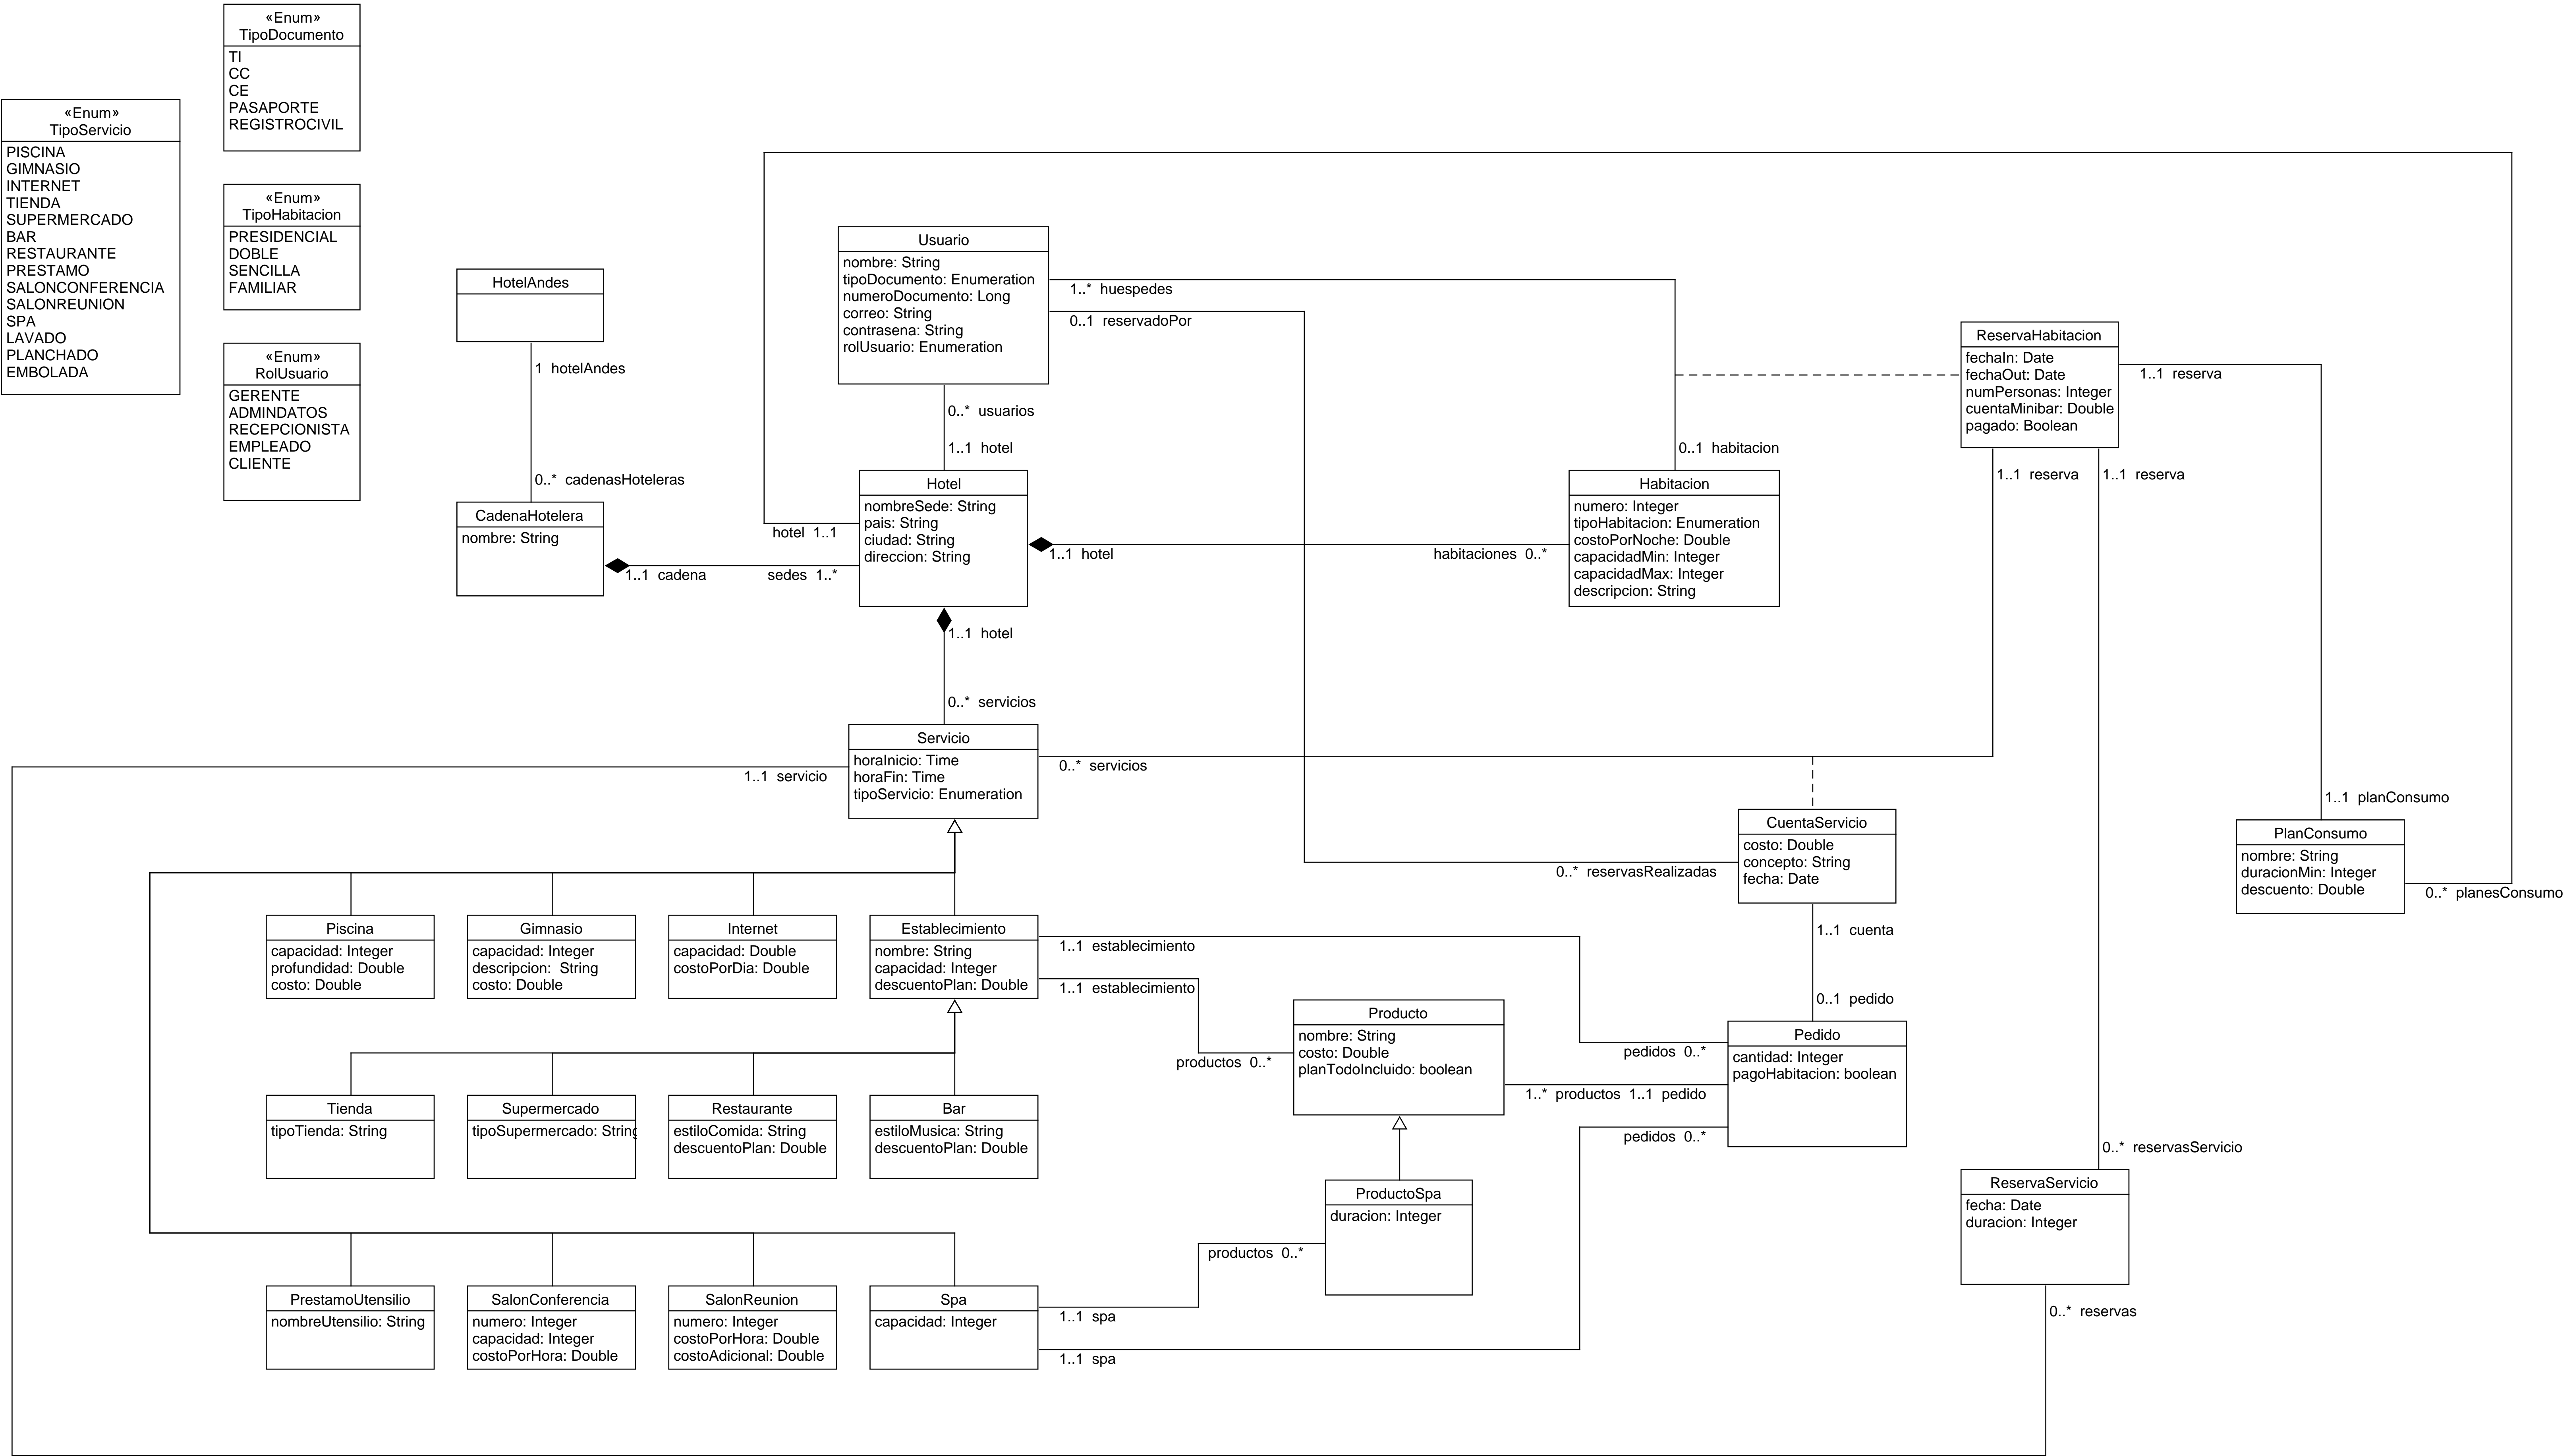 «Enum»
TipoDocumento
TI
CC
CE
PASAPORTE
REGISTROCIVIL
«Enum»
TipoServicio
PISCINA
GIMNASIO
INTERNET
TIENDA
SUPERMERCADO
BAR
RESTAURANTE
PRESTAMO
SALONCONFERENCIA
SALONREUNION
SPA
LAVADO
PLANCHADO
EMBOLADA
«Enum»
TipoHabitacion
PRESIDENCIAL
DOBLE
SENCILLA
FAMILIAR
«Enum»
RolUsuario
GERENTE
ADMINDATOS
RECEPCIONISTA
EMPLEADO
CLIENTE
HotelAndes
1 hotelAndes
0..* cadenasHoteleras
CadenaHotelera
nombre: String
1..1 cadena
sedes 1..*
Usuario
nombre: String
tipoDocumento: Enumeration
numeroDocumento: Long
correo: String
contrasena: String
rolUsuario: Enumeration
1..* huespedes
0..1 reservadoPor
0..* usuarios
1..1 hotel
Hotel
nombreSede: String
pais: String
ciudad: String
direccion: String
hotel 1..1
1..1 hotel
habitaciones 0..*
1..1 hotel
0..* servicios
0..1 habitacion
Habitacion
numero: Integer
tipoHabitacion: Enumeration
costoPorNoche: Double
capacidadMin: Integer
capacidadMax: Integer
descripcion: String
ReservaHabitacion
fechaIn: Date
fechaOut: Date
numPersonas: Integer
cuentaMinibar: Double
pagado: Boolean
1..1 reserva
1..1 reserva
1..1 reserva
Servicio
horaInicio: Time
horaFin: Time
tipoServicio: Enumeration
1..1 servicio
0..* servicios
CuentaServicio
costo: Double
concepto: String
fecha: Date
0..* reservasRealizadas
1..1 cuenta
0..1 pedido
1..1 planConsumo
PlanConsumo
nombre: String
duracionMin: Integer
descuento: Double
0..* planesConsumo
Piscina
capacidad: Integer
profundidad: Double
costo: Double
Gimnasio
capacidad: Integer
descripcion: String
costo: Double
Internet
capacidad: Double
costoPorDia: Double
Establecimiento
nombre: String
capacidad: Integer
descuentoPlan: Double
1..1 establecimiento
1..1 establecimiento
productos 0..*
Producto
nombre: String
costo: Double
planTodoIncluido: boolean
pedidos 0..*
1..* productos
1..1 pedido
pedidos 0..*
Pedido
cantidad: Integer
pagoHabitacion: boolean
Tienda
tipoTienda: String
Supermercado
tipoSupermercado: String
Restaurante
estiloComida: String
descuentoPlan: Double
Bar
estiloMusica: String
descuentoPlan: Double
ProductoSpa
duracion: Integer
productos 0..*
0..* reservasServicio
ReservaServicio
fecha: Date
duracion: Integer
0..* reservas
PrestamoUtensilio
nombreUtensilio: String
SalonConferencia
numero: Integer
capacidad: Integer
costoPorHora: Double
SalonReunion
numero: Integer
costoPorHora: Double
costoAdicional: Double
Spa
capacidad: Integer
1..1 spa
1..1 spa